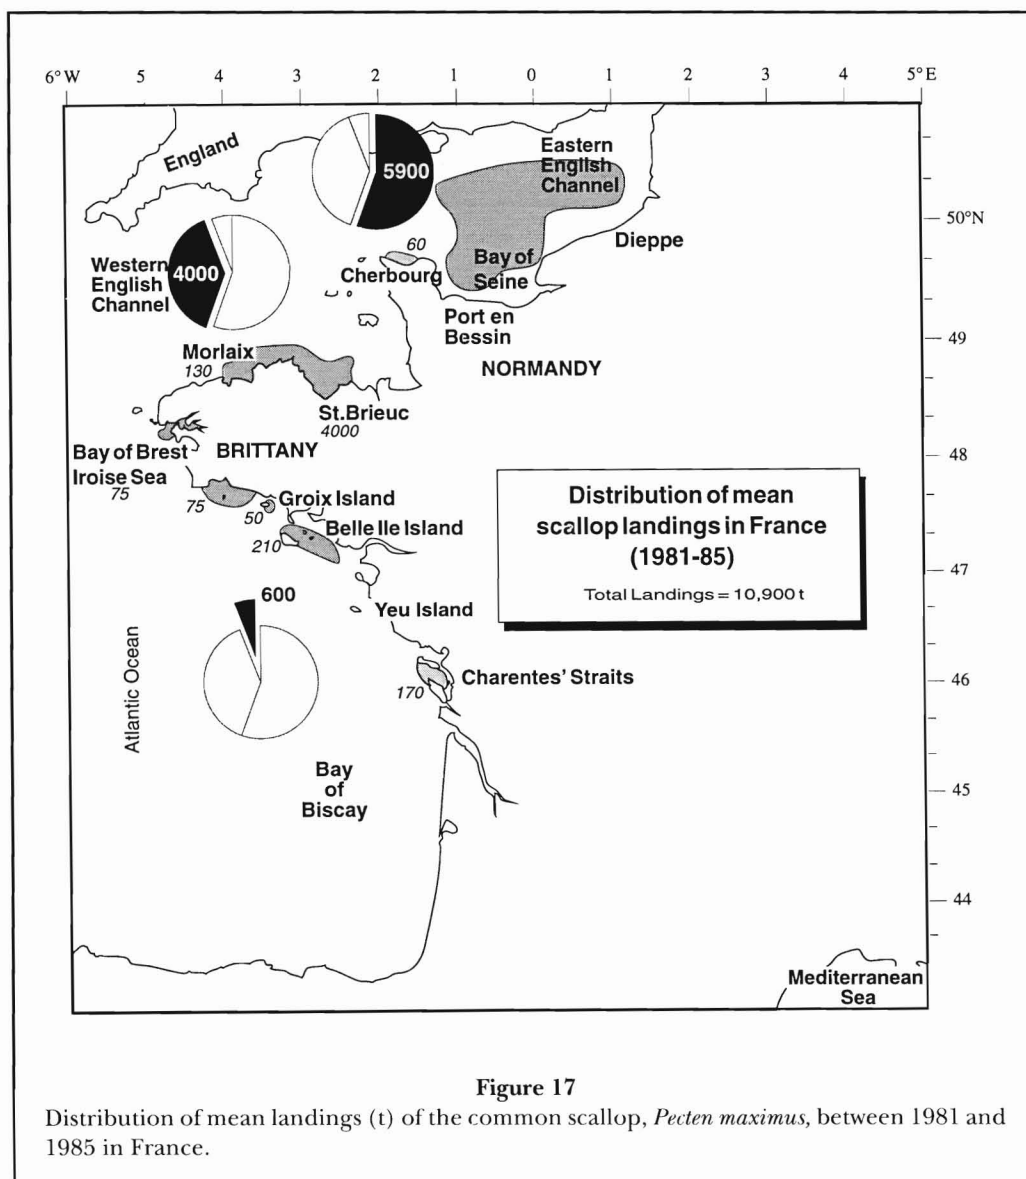 6° W 5 4 3 2 1 0 1 2 3 4 5° E
England
5900
Eastern
English
Channel
50°N
Dieppe
60
Cherbourg
Bay of
Seine
Western
English
Channel
4000
Port en
Bessin
49
Morlaix
130
NORMANDY
St.Brieuc
4000
48
Bay of Brest
BRITTANY
Iroise Sea
75
75
Groix Island
50
Belle Ile Island
210
47
Distribution of mean
scallop landings in France
(1981-85)
Total Landings = 10,900 t
600
Yeu Island
Atlantic Ocean
Charentes' Straits
170
46
Bay
of
Biscay
45
44
Mediterranean
Sea
Figure 17
Distribution of mean landings (t) of the common scallop, Pecten maximus, between 1981 and
1985 in France.